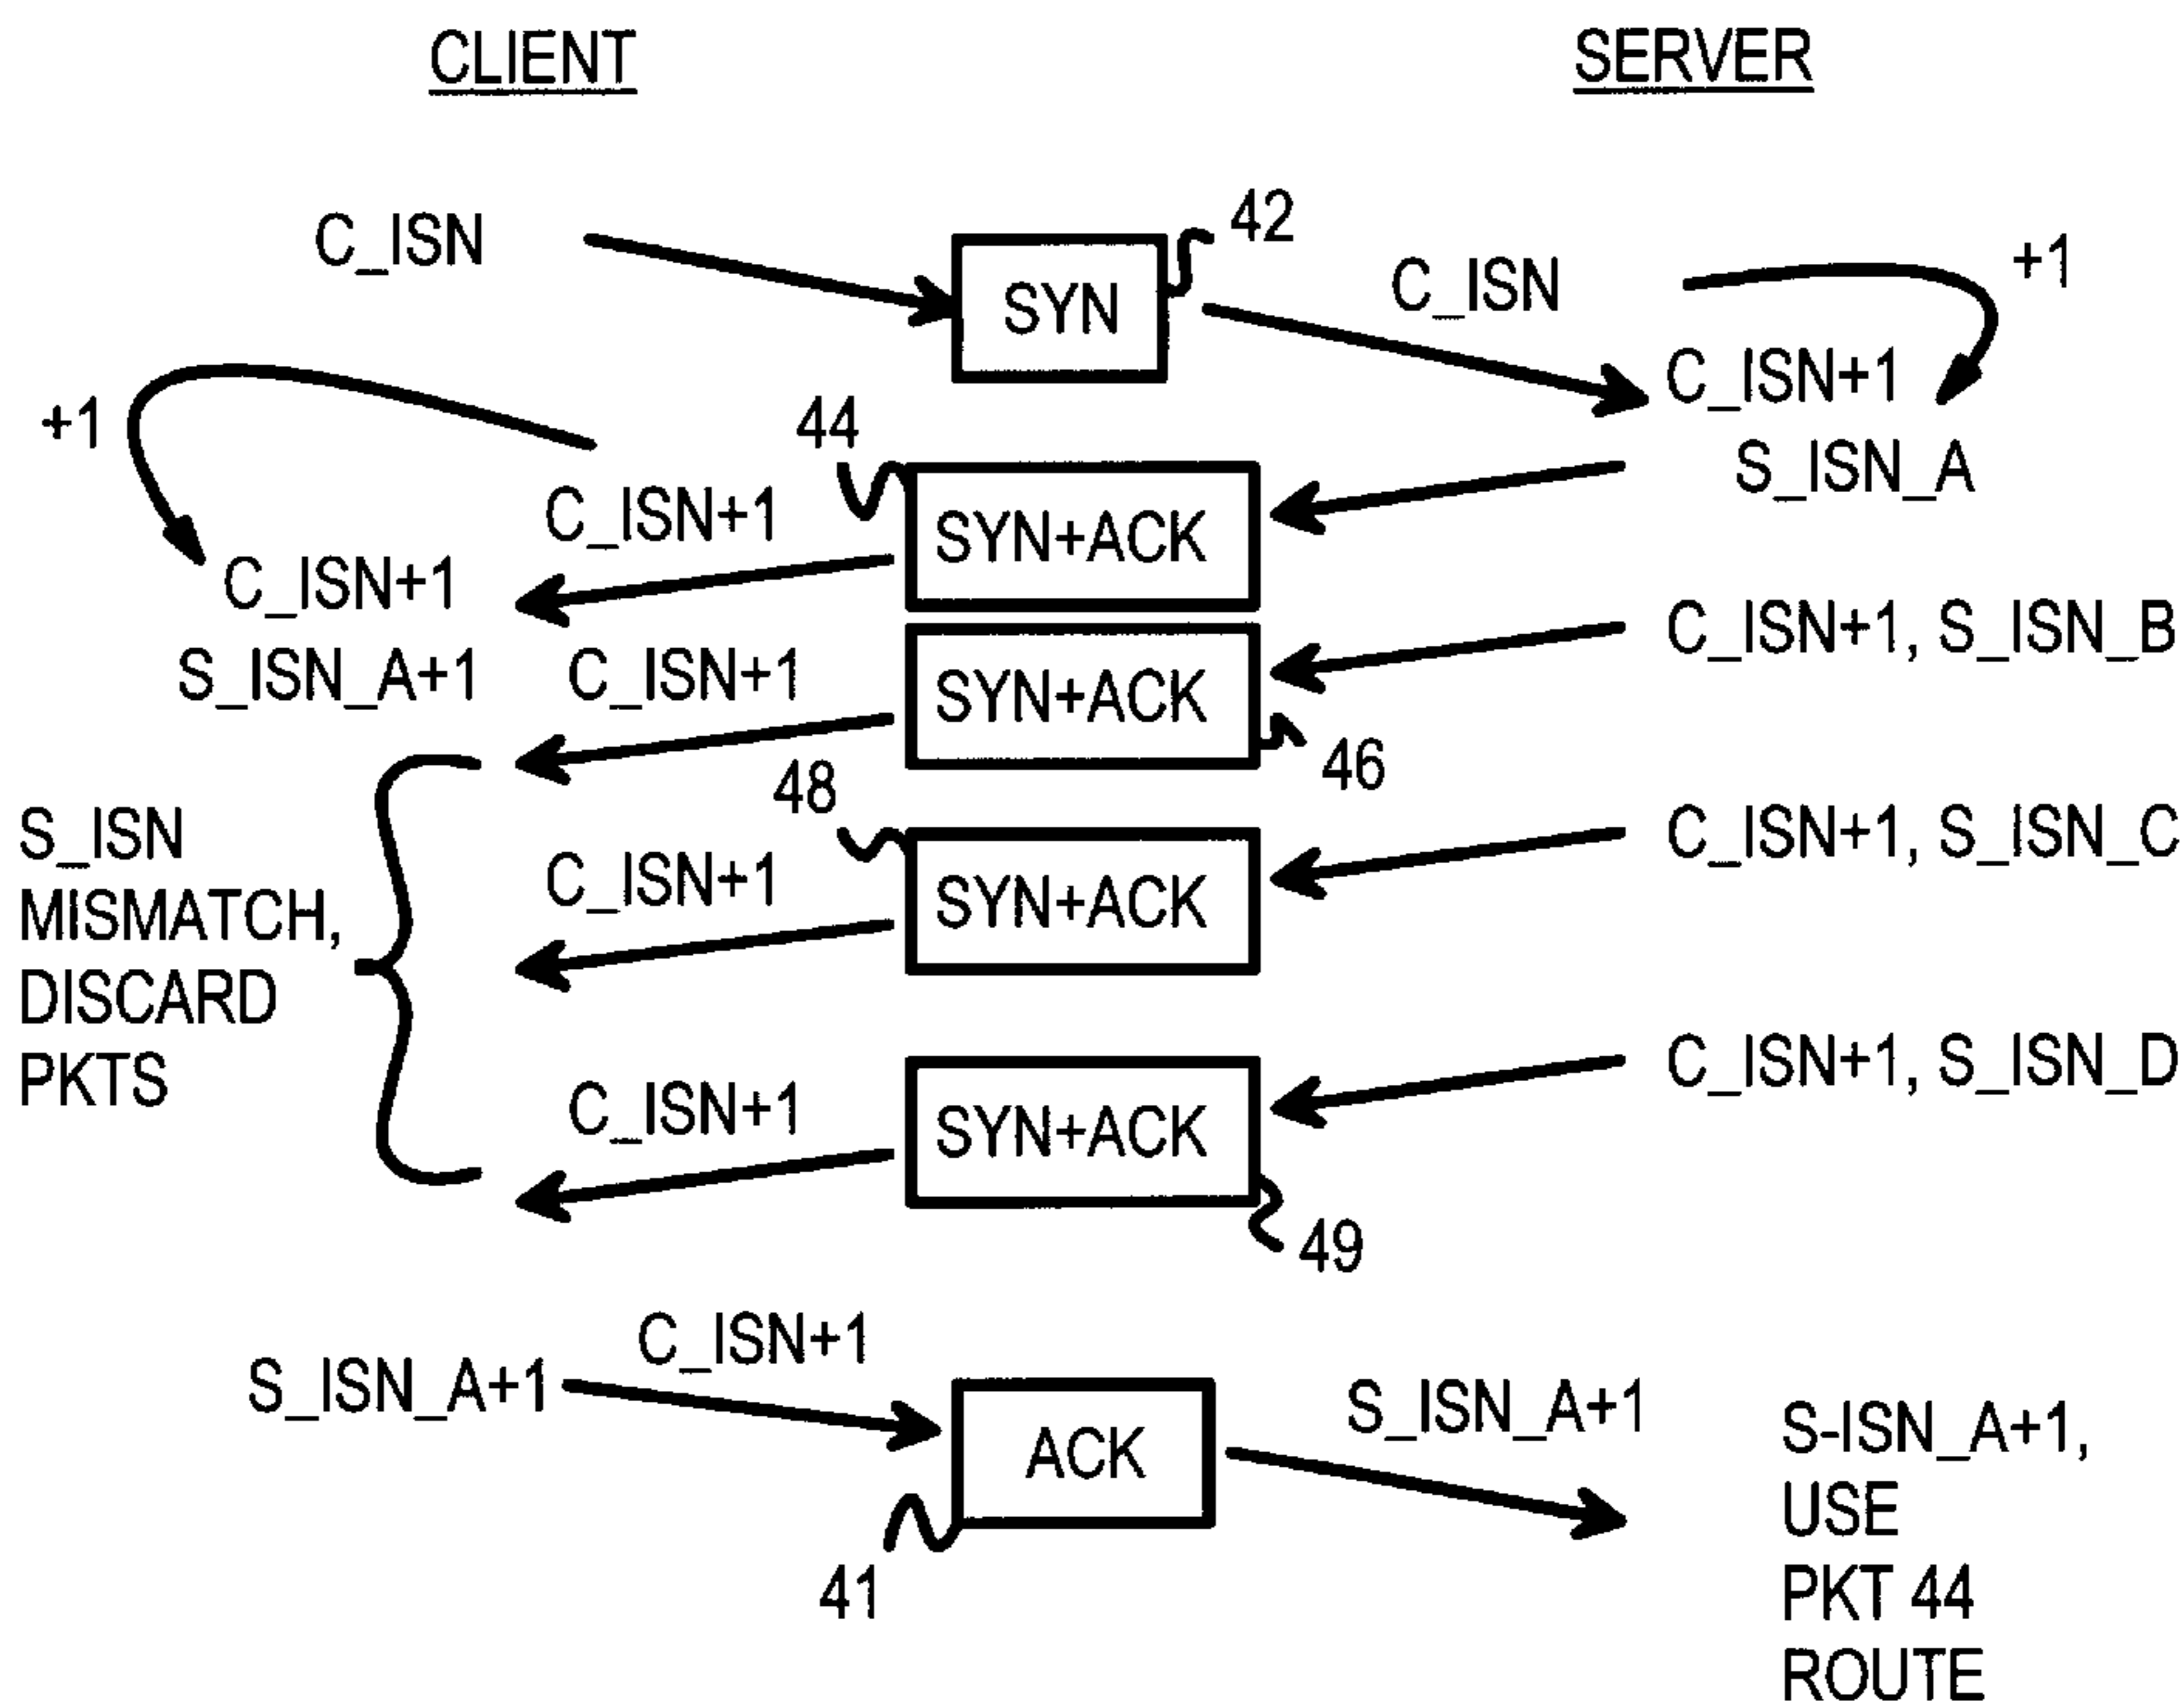 CLIENT
SERVER
C_ISN
SYN
42
C_ISN
+1
C_ISN+1
S_ISN_A
+1
44
C_ISN+1
SYN+ACK
C_ISN+1
S_ISN_A+1
C_ISN+1
SYN+ACK
C_ISN+1, S_ISN_B
46
48
S_ISN
MISMATCH,
DISCARD
PKTS
C_ISN+1
SYN+ACK
C_ISN+1, S_ISN_C
C_ISN+1
SYN+ACK
C_ISN+1, S_ISN_D
49
S_ISN_A+1
C_ISN+1
ACK
41
S_ISN_A+1
S-ISN_A+1,
USE
PKT 44
ROUTE